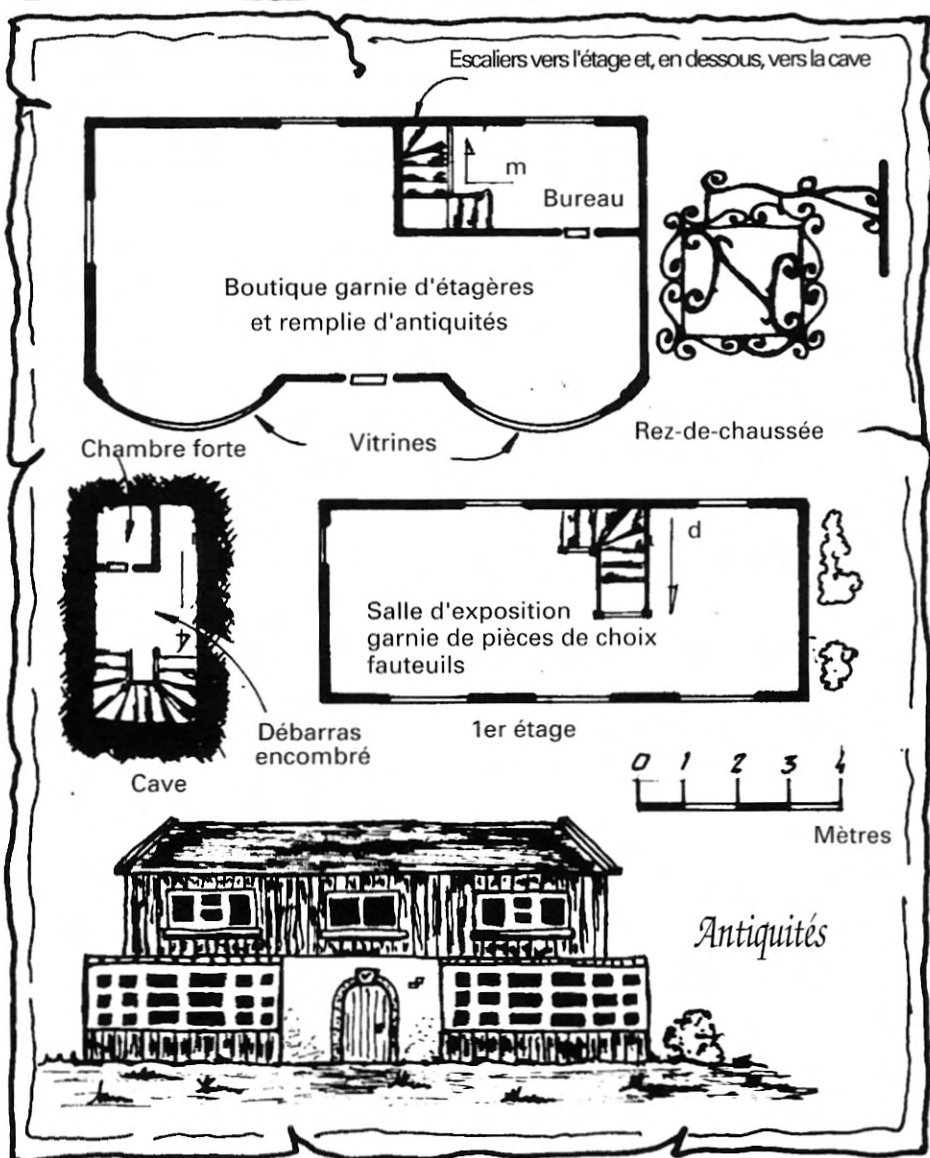 Escaliers vers l'étage et, en dessous, vers la cave
m
Bureau
Boutique garnie d'étagères
et remplie d'antiquités
Vitrines
Rez-de-chaussée
Chambre forte
d
Salle d'exposition
garnie de pièces de choix
fauteuils
1er étage
Débarras
encombré
Cave
0 1 2 3 4
Mètres
Antiquités